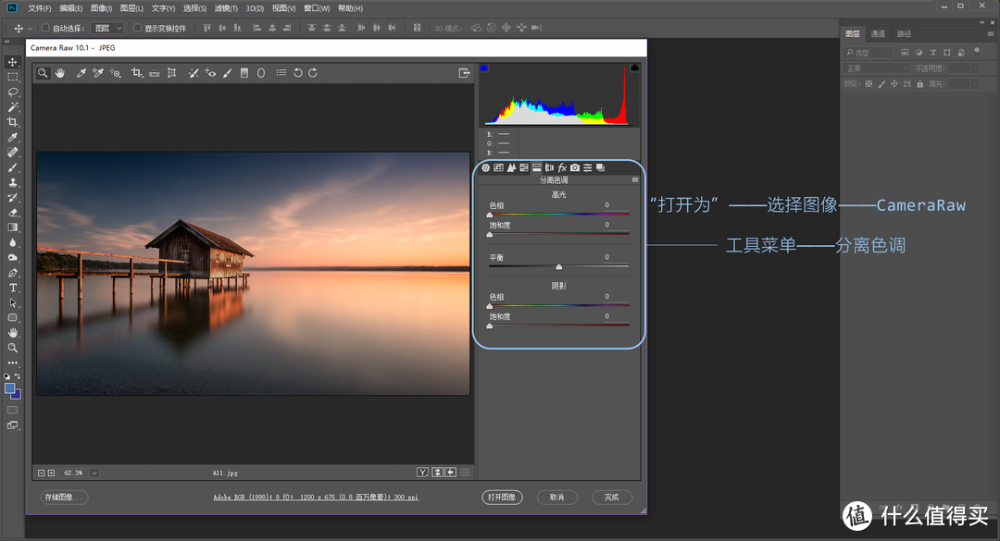 Ps 文件(F) 编辑(E) 图像(I) 图层(L) 文字(Y) 选择(S) 滤镜(T) 3D(D) 视图(V) 窗口(W) 帮助(H)
自动选择: 图层 显示变换控件 3D 模式:
Camera Raw 10.1 - JPEG
图层 通道 路径
类型
正常 不透明度:
锁定: 填充:
R:
G:
B:
分离色调
高光
色相 0
饱和度 0
平衡 0
阴影
色相 0
饱和度 0
“打开为” ——选择图像——CameraRaw
工具菜单——分离色调
62.3% A11.jpg Y
存储图像... Adobe RGB (1998); 8 位; 1200 x 675 (0.8 百万像素); 300 ppi 打开图像 取消 完成
值 什么值得买